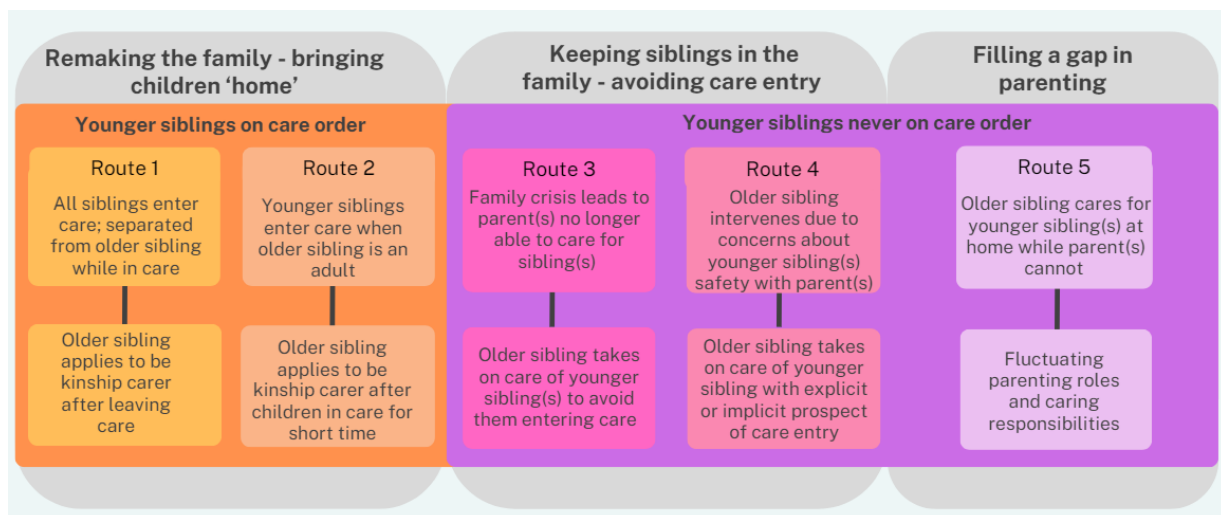 Remaking the family - bringing
children ‘home’
Keeping siblings in the
family - avoiding care entry
Filling a gap in
parenting
Younger siblings on care order
Younger siblings never on care order
Route 1
All siblings enter
care; separated
from older sibling
while in care
Older sibling
applies to be
kinship carer
after leaving
care
Route 2
Younger siblings
enter care when
older sibling is an
adult
Older sibling
applies to be
kinship carer after
children in care for
short time
Route 3
Family crisis leads to
parent(s) no longer
able to care for
sibling(s)
Older sibling takes
on care of younger
sibling(s) to avoid
them entering care
Route 4
Older sibling
intervenes due to
concerns about
younger sibling(s)
safety with parent(s)
Older sibling takes
on care of younger
sibling with explicit
or implicit prospect
of care entry
Route 5
Older sibling cares for
younger sibling(s) at
home while parent(s)
cannot
Fluctuating
parenting roles
and caring
responsibilities